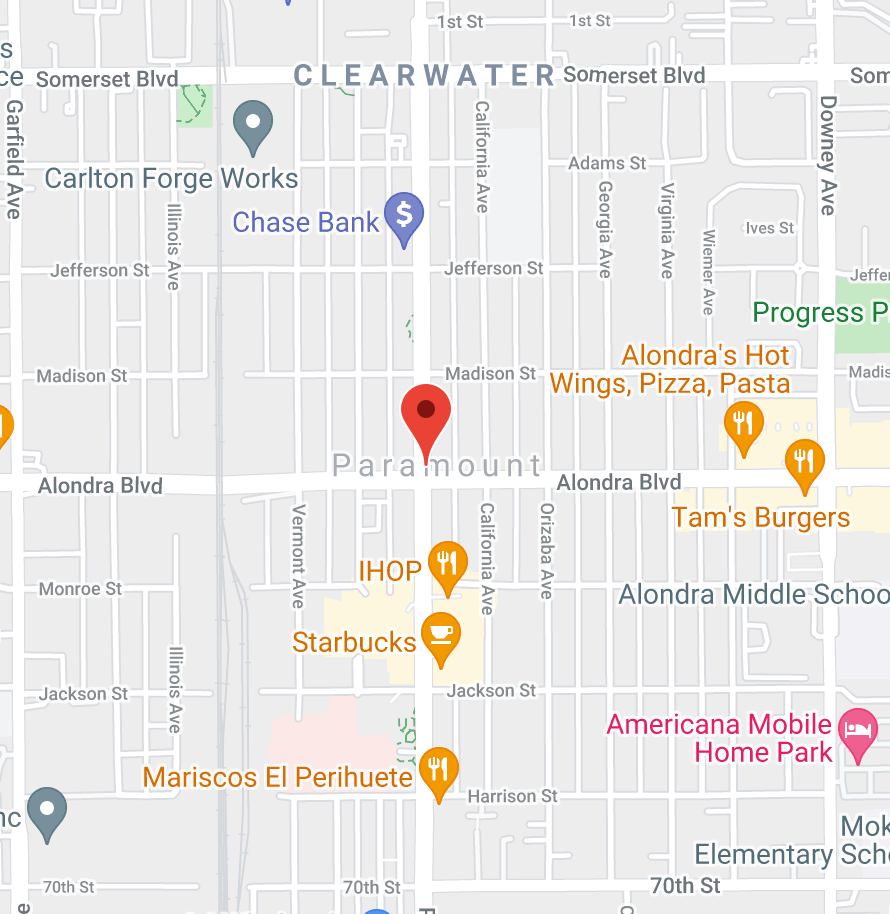 1st St
1st St
s
ce
Somerset Blvd
CLEARWATER
Somerset Blvd
Som
Garfield Ave
California Ave
Downey Ave
Carlton Forge Works
Adams St
Illinois Ave
Georgia Ave
Virginia Ave
Chase Bank
$
Wiemer Ave
Ives St
Jefferson St
Jefferson St
Jeffer
Progress P
Madison St
Madison St
Alondra's Hot
Wings, Pizza, Pasta
Madis
Paramount
Alondra Blvd
Alondra Blvd
Tam's Burgers
Vermont Ave
California Ave
Orizaba Ave
IHOP
Monroe St
Alondra Middle Schoo
Starbucks
Illinois Ave
Jackson St
Jackson St
Americana Mobile
Home Park
Mariscos El Perihuete
Harrison St
nc
Mok
Elementary Sch
70th St
70th St
70th St